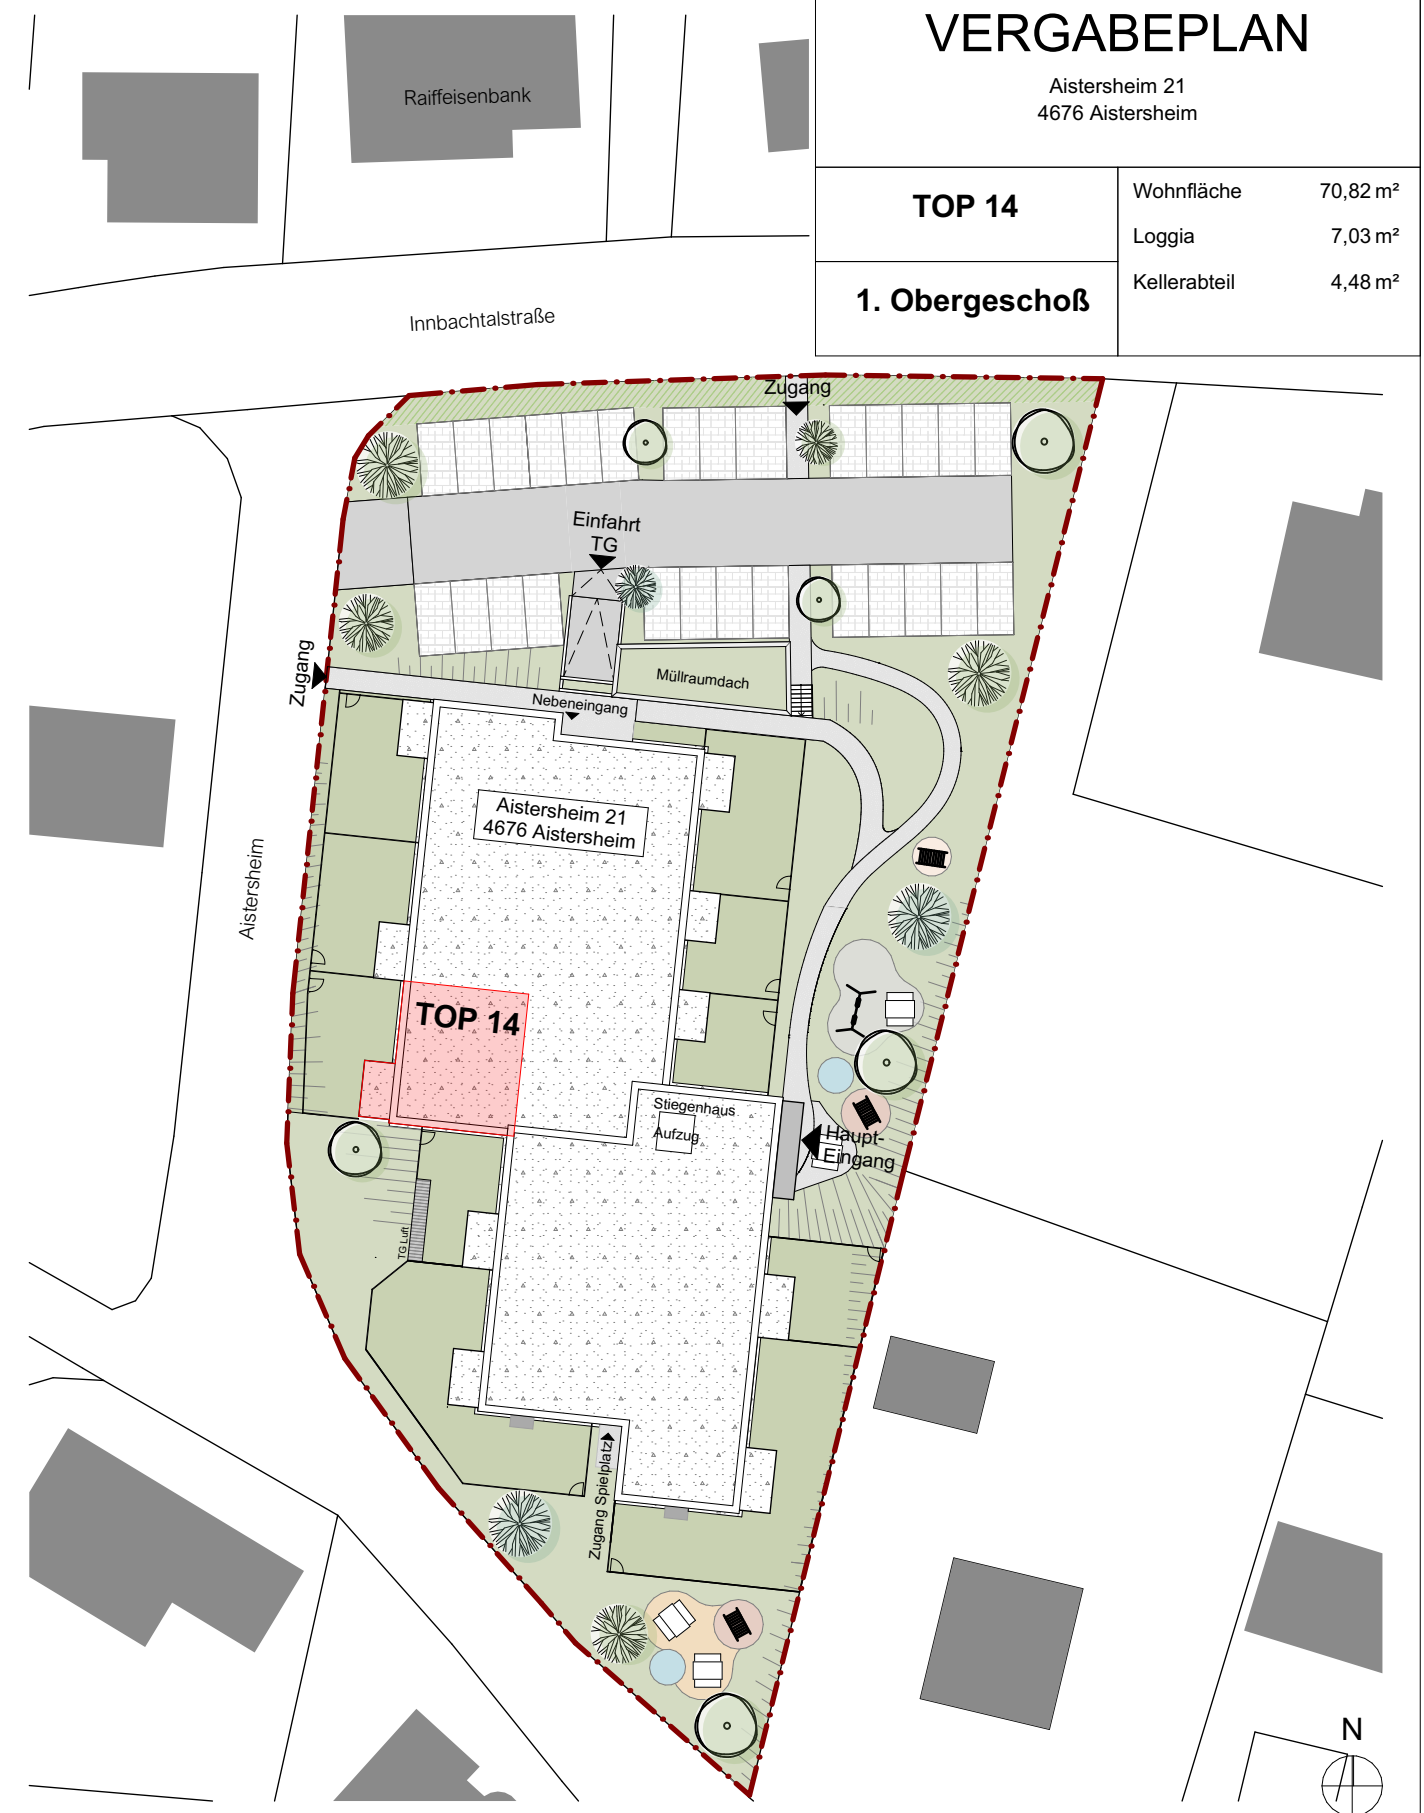 VERGABEPLAN
Aistersheim 21
4676 Aistersheim
TOP 14
1. Obergeschoß
Wohnfläche 70,82 m²
Loggia 7,03 m²
Kellerabteil 4,48 m²
Raiffeisenbank
Innbachtalstraße
Zugang
Einfahrt
TG
Zugang
Müllraumdach
Nebeneingang
Aistersheim 21
4676 Aistersheim
Aistersheim
TOP 14
Stiegenhaus
Aufzug
Haupt-
Eingang
TG Luft
Zugang Spielplatz
N